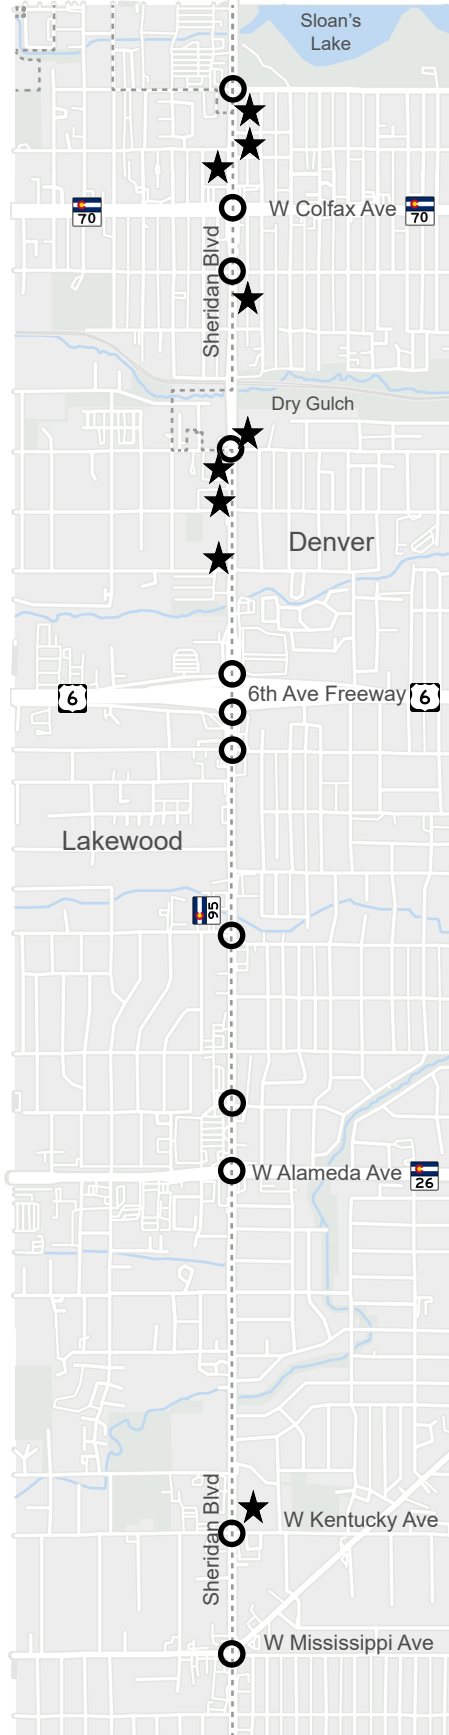 Sloan's
Lake
70
W Colfax Ave
70
Sheridan Blvd
Dry Gulch
Denver
6
6th Ave Freeway
6
Lakewood
95
W Alameda Ave
26
Sheridan Blvd
W Kentucky Ave
W Mississippi Ave